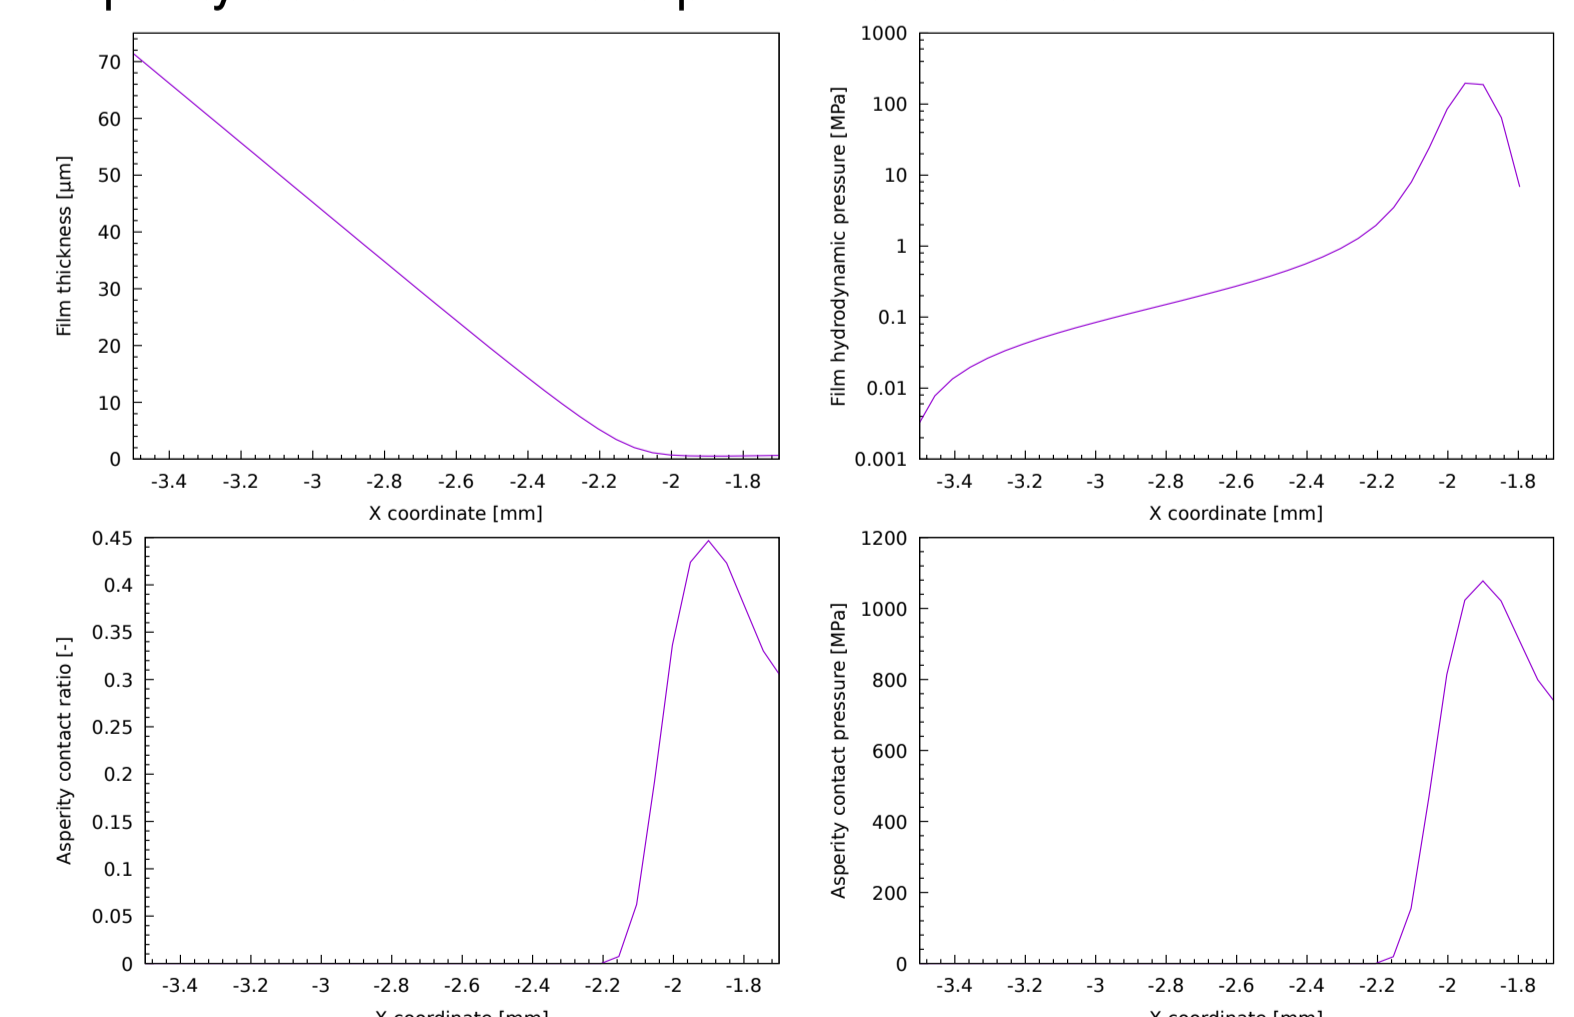 70
60
50
40
30
20
10
0
Film thickness [µm]
-3.4 -3.2 -3 -2.8 -2.6 -2.4 -2.2 -2 -1.8
X coordinate [mm]
1000
100
10
1
0.1
0.01
0.001
Film hydrodynamic pressure [MPa]
-3.4 -3.2 -3 -2.8 -2.6 -2.4 -2.2 -2 -1.8
X coordinate [mm]
0.45
0.4
0.35
0.3
0.25
0.2
0.15
0.1
0.05
0
Asperity contact ratio [-]
-3.4 -3.2 -3 -2.8 -2.6 -2.4 -2.2 -2 -1.8
X coordinate [mm]
1200
1000
800
600
400
200
0
Asperity contact pressure [MPa]
-3.4 -3.2 -3 -2.8 -2.6 -2.4 -2.2 -2 -1.8
X coordinate [mm]